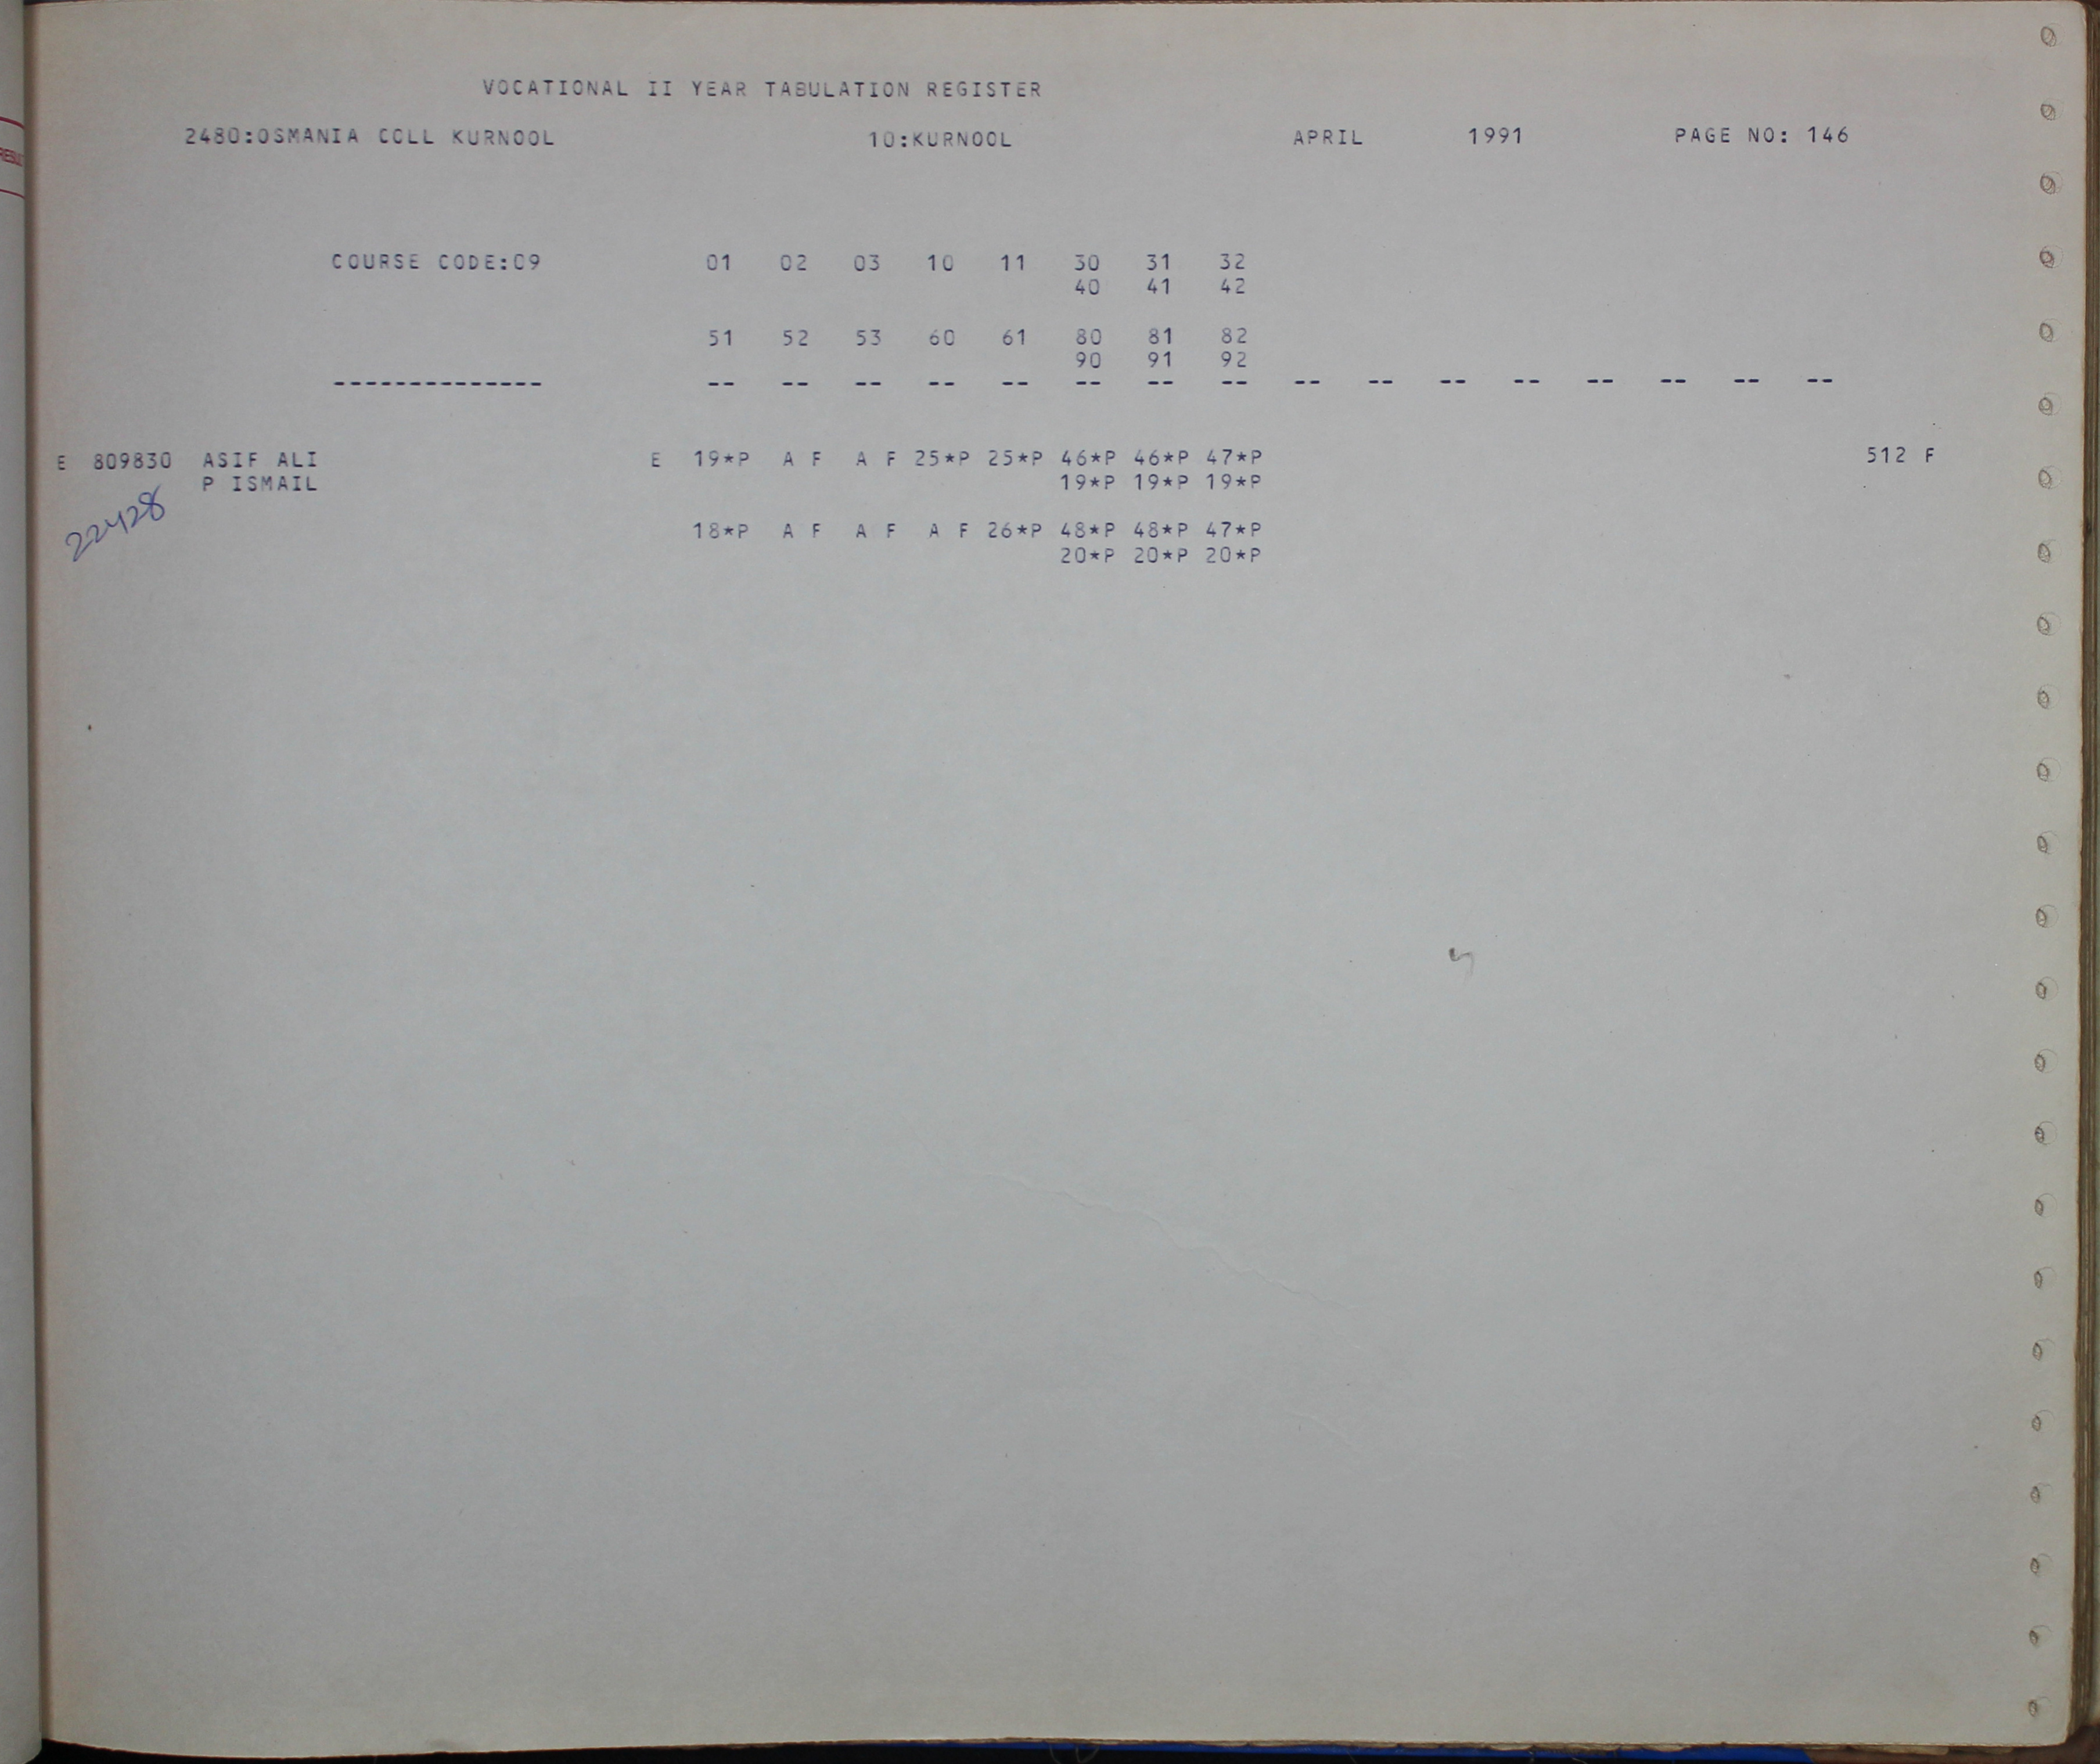 VOCATIONAL II YEAR TABULATION REGISTER
2480:OSMANIA COLL KURNOOL 10:KURNOOL APRIL 1991 PAGE NO: 146
COURSE CODE:09 01 02 03 10 11 30 31 32
40 41 42
51 52 53 60 61 80 81 82
90 91 92
-------------- -- -- -- -- -- -- -- -- -- -- -- -- -- -- -- --
E 809830 ASIF ALI E 19*P A F A F 25*P 25*P 46*P 46*P 47*P 512 F
P ISMAIL 19*P 19*P 19*P
22428
18*P A F A F A F 26*P 48*P 48*P 47*P
20*P 20*P 20*P